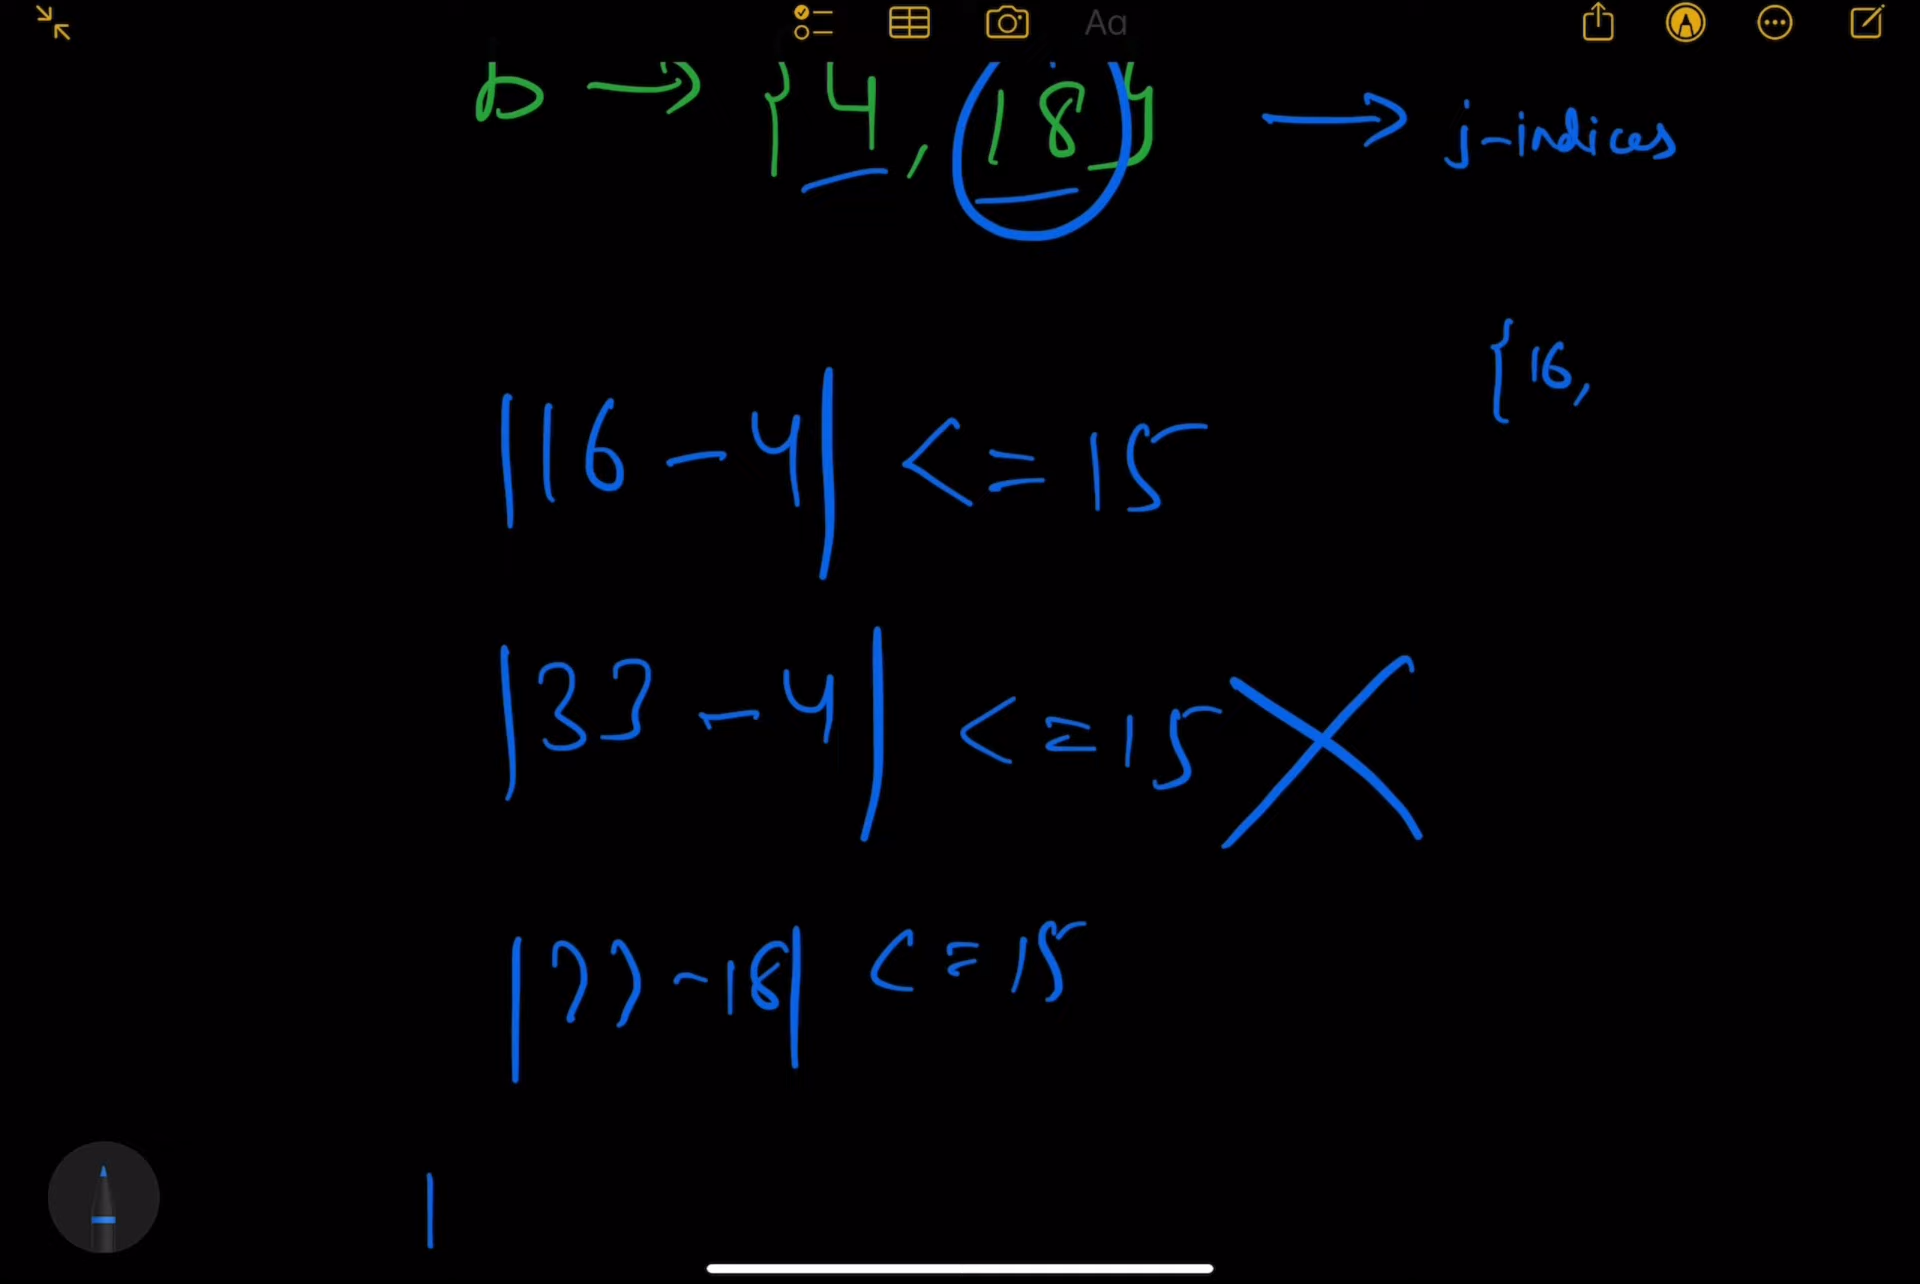 Aa
b → {4, 18} → j-indices
{16,
|16 - 4| <= 15
|33 - 4| <= 15 X
|33 - 18| <= 15
|